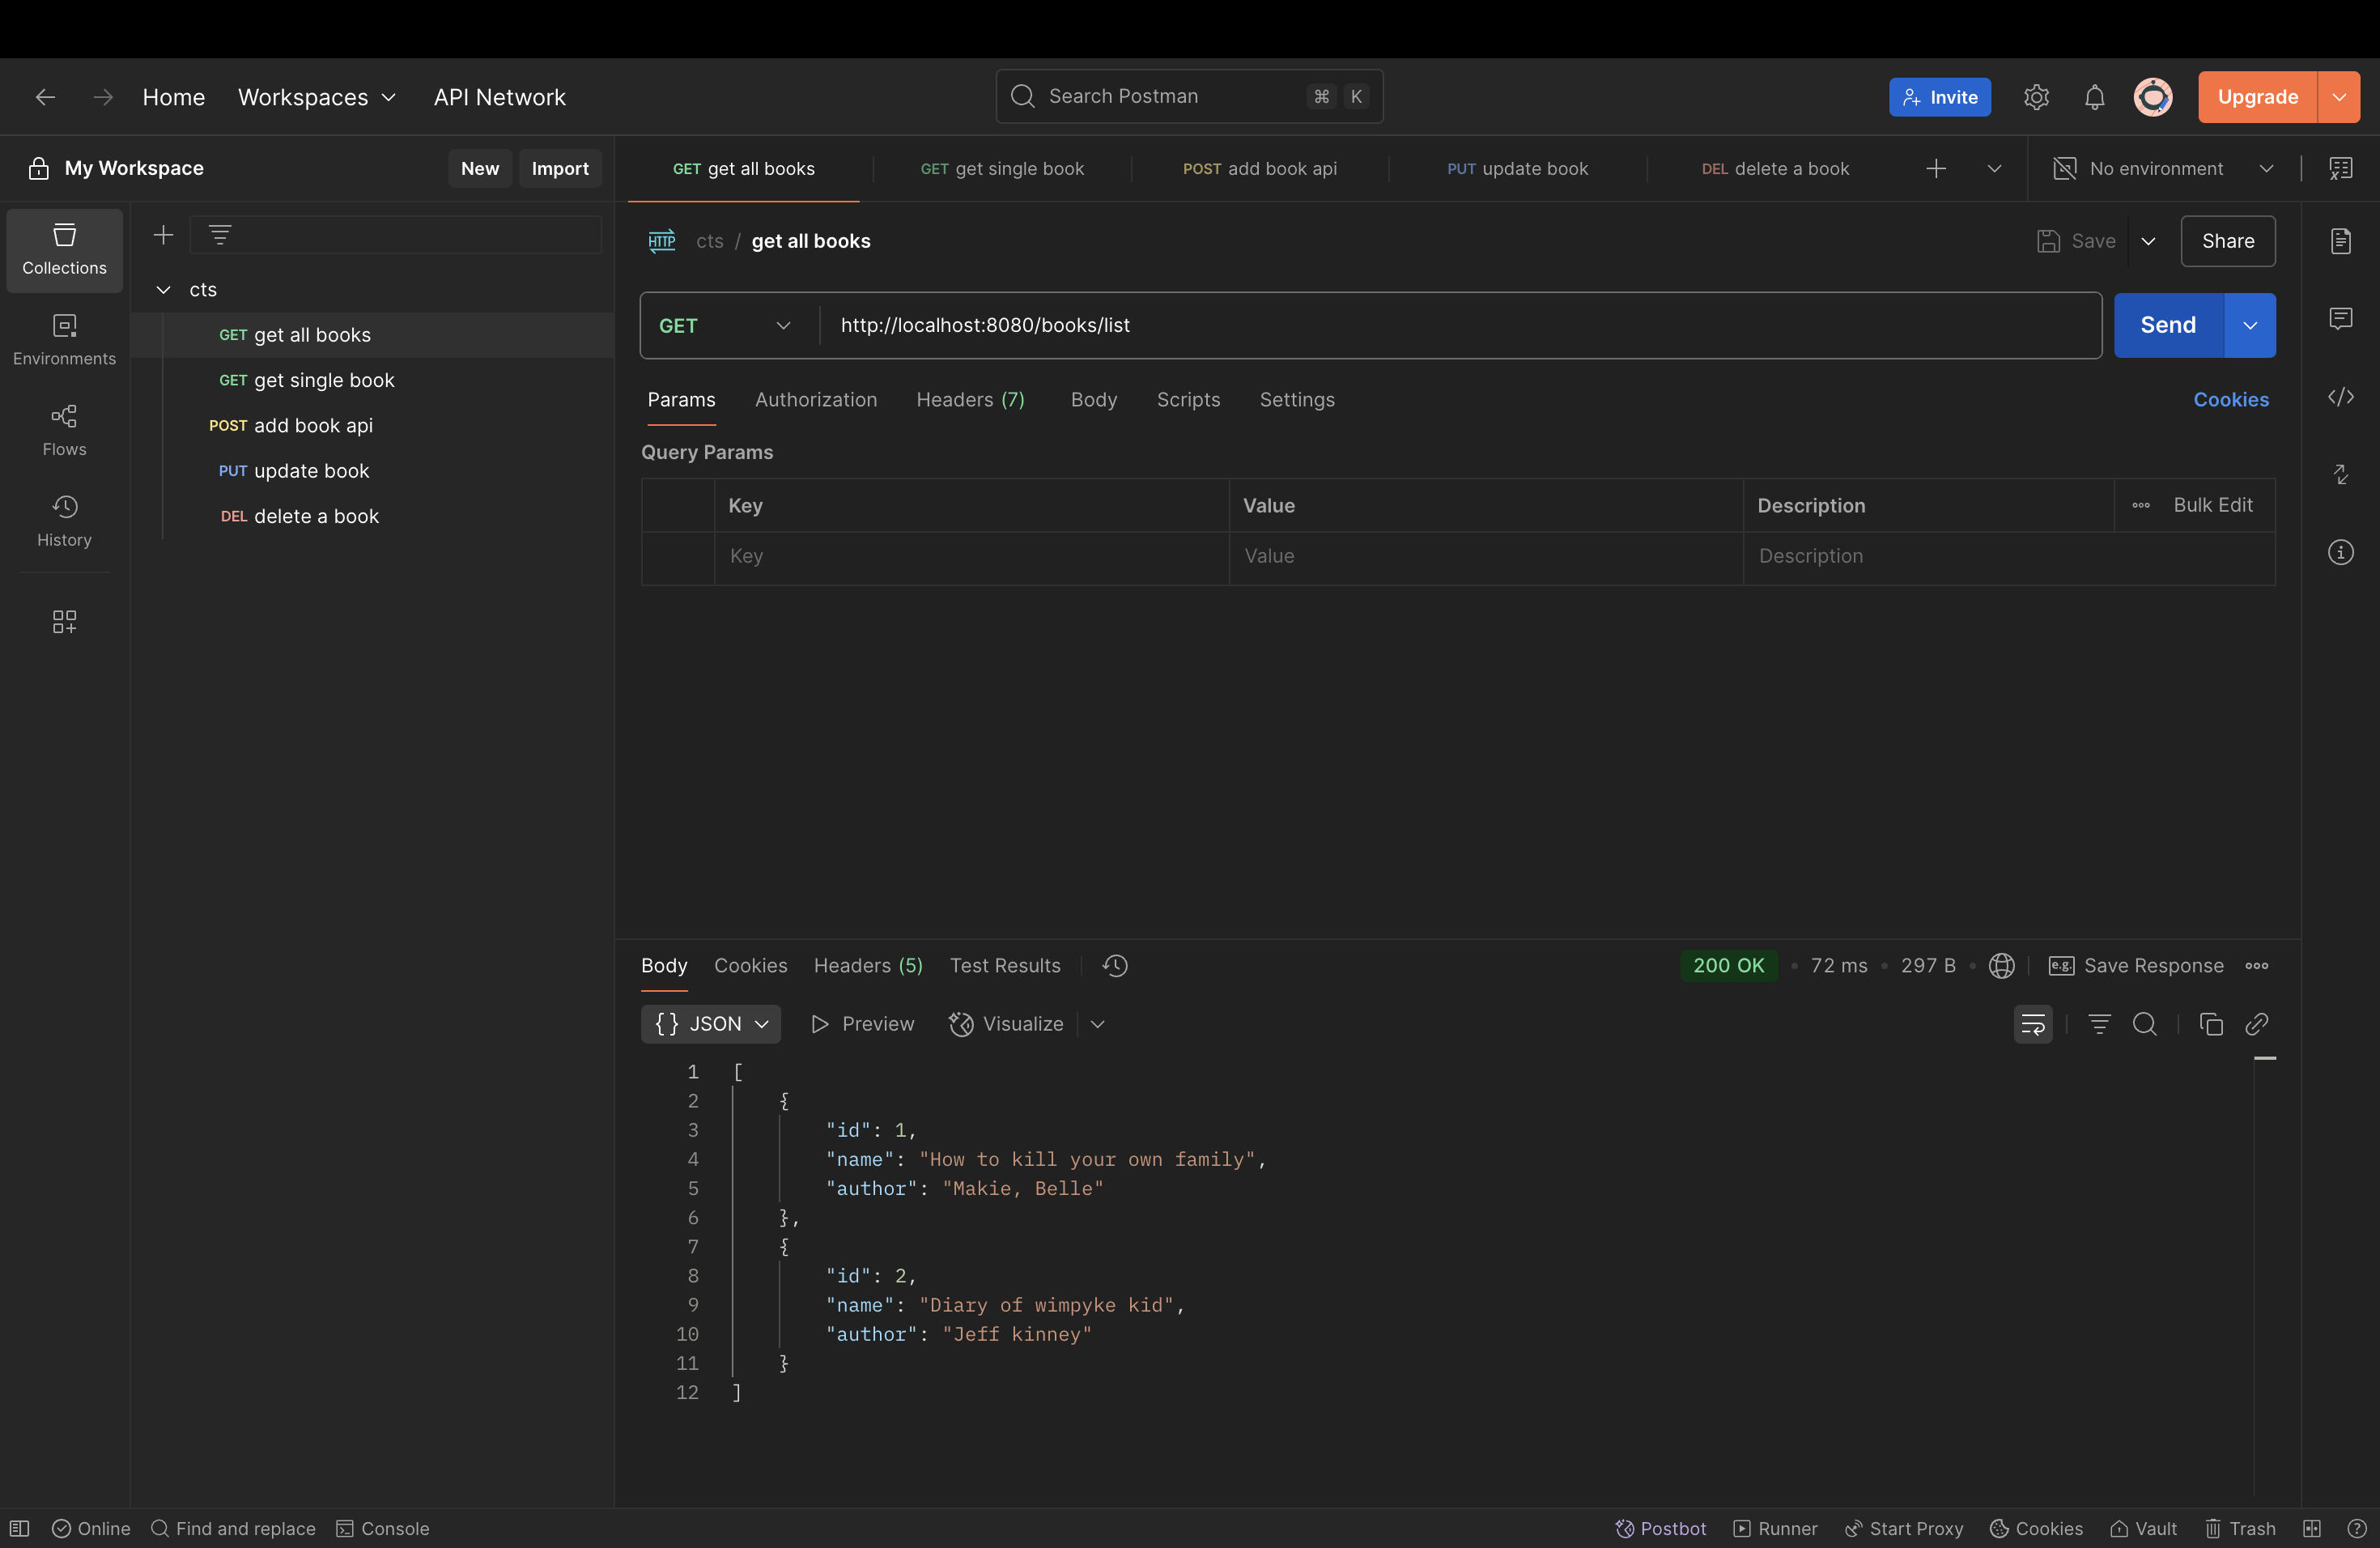 Home Workspaces API Network Search Postman ⌘ K Invite Upgrade
My Workspace New Import GET get all books GET get single book POST add book api PUT update book DEL delete a book No environment
Collections
Environments
Flows
History
cts
GET get all books
GET get single book
POST add book api
PUT update book
DEL delete a book
HTTP cts / get all books Save Share
GET http://localhost:8080/books/list Send
Params Authorization Headers (7) Body Scripts Settings Cookies
Query Params
Key Value Description Bulk Edit
Key Value Description
Body Cookies Headers (5) Test Results 200 OK • 72 ms • 297 B • e.g. Save Response
{} JSON Preview Visualize
1 [
2 {
3 "id": 1,
4 "name": "How to kill your own family",
5 "author": "Makie, Belle"
6 },
7 {
8 "id": 2,
9 "name": "Diary of wimpyke kid",
10 "author": "Jeff kinney"
11 }
12 ]
Online Find and replace Console Postbot Runner Start Proxy Cookies Vault Trash